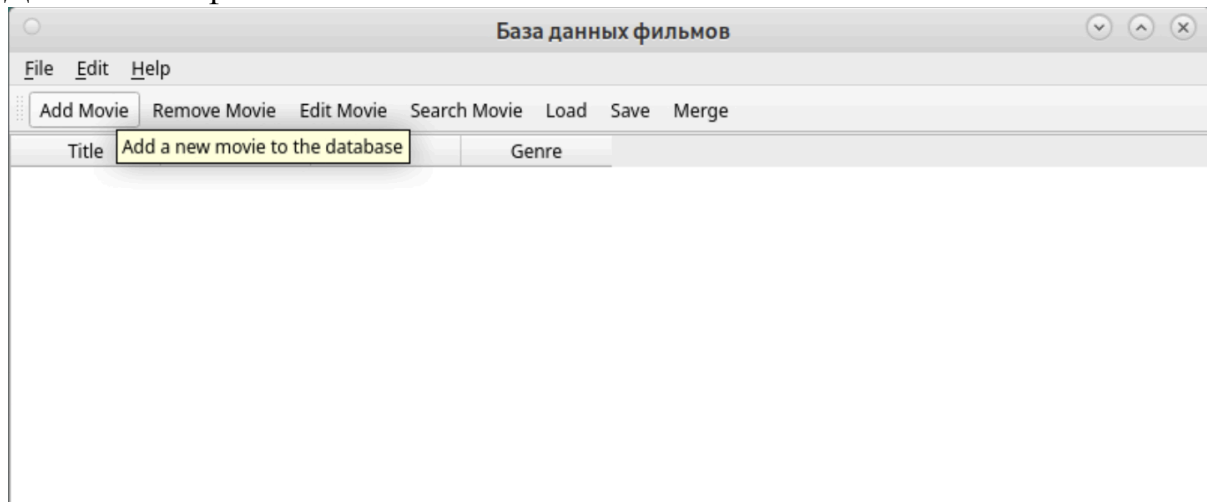 База данных фильмов
File Edit Help
Add Movie Remove Movie Edit Movie Search Movie Load Save Merge
Title Add a new movie to the database Genre